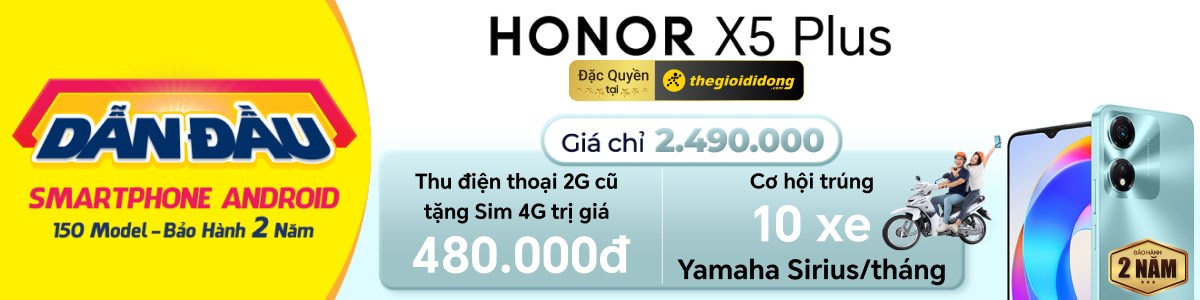 DẪN ĐẦU
SMARTPHONE ANDROID
150 Model - Bảo Hành 2 Năm
HONOR X5 Plus
Đặc Quyền
tại
thegioididong
.com
Giá chỉ 2.490.000
Thu điện thoại 2G cũ
tặng Sim 4G trị giá
480.000đ
Cơ hội trúng
10 xe
Yamaha Sirius/tháng
BẢO HÀNH
2 NĂM